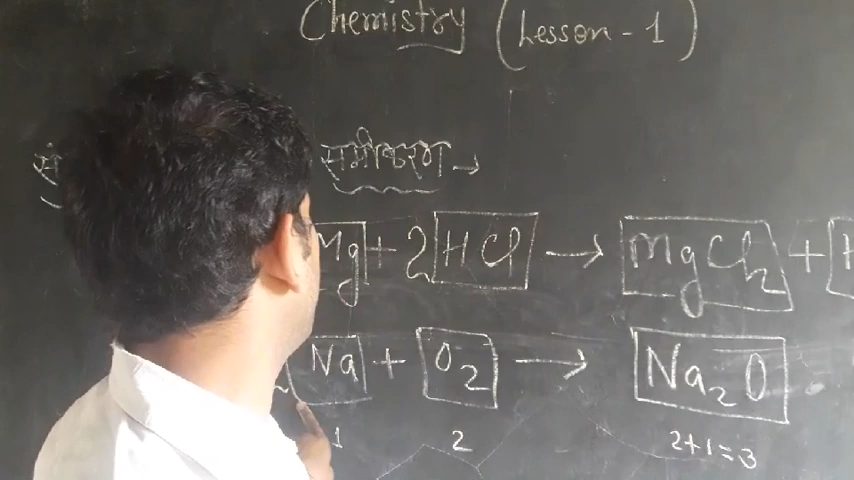 Chemistry (Lesson - 1)
समीकरण →
Mg + 2 HCl → MgCl₂ + H
Na + O₂ → Na₂O
1 2 2+1=3